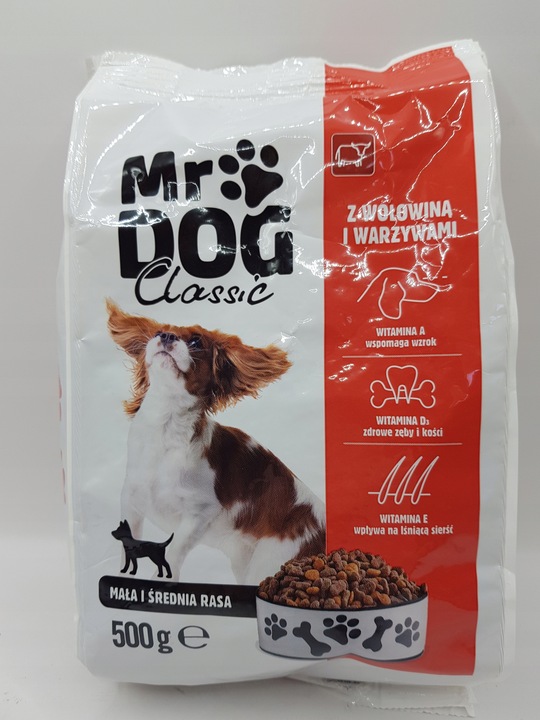 Mr
DOG
Classic
Z WOŁOWINĄ
I WARZYWAMI
WITAMINA A
wspomaga wzrok
WITAMINA D₃
zdrowe zęby i kości
WITAMINA E
wpływa na lśniącą sierść
MAŁA I ŚREDNIA RASA
500g ℮